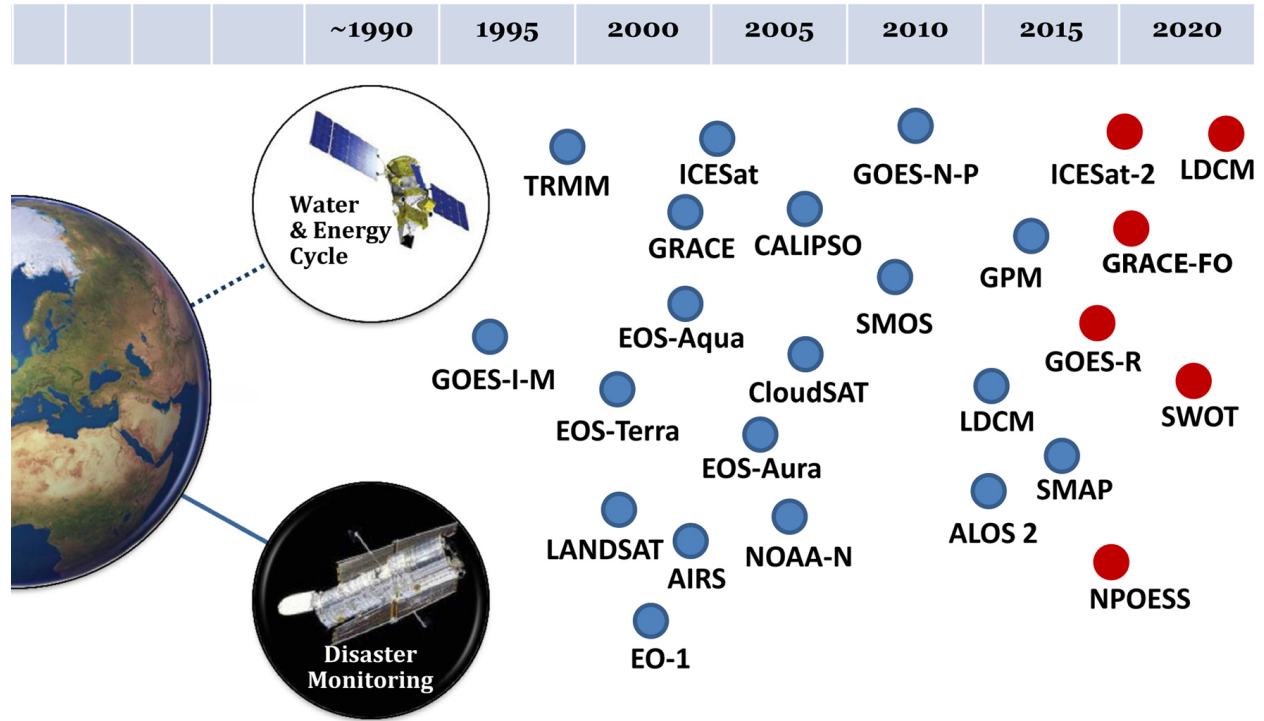 ~1990 1995 2000 2005 2010 2015 2020
Water
& Energy
Cycle
TRMM
ICESat
GOES-N-P
ICESat-2
LDCM
GRACE
CALIPSO
GPM
GRACE-FO
EOS-Aqua
SMOS
GOES-I-M
GOES-R
EOS-Terra
CloudSAT
LDCM
SWOT
EOS-Aura
SMAP
LANDSAT
AIRS
NOAA-N
ALOS 2
NPOESS
EO-1
Disaster
Monitoring